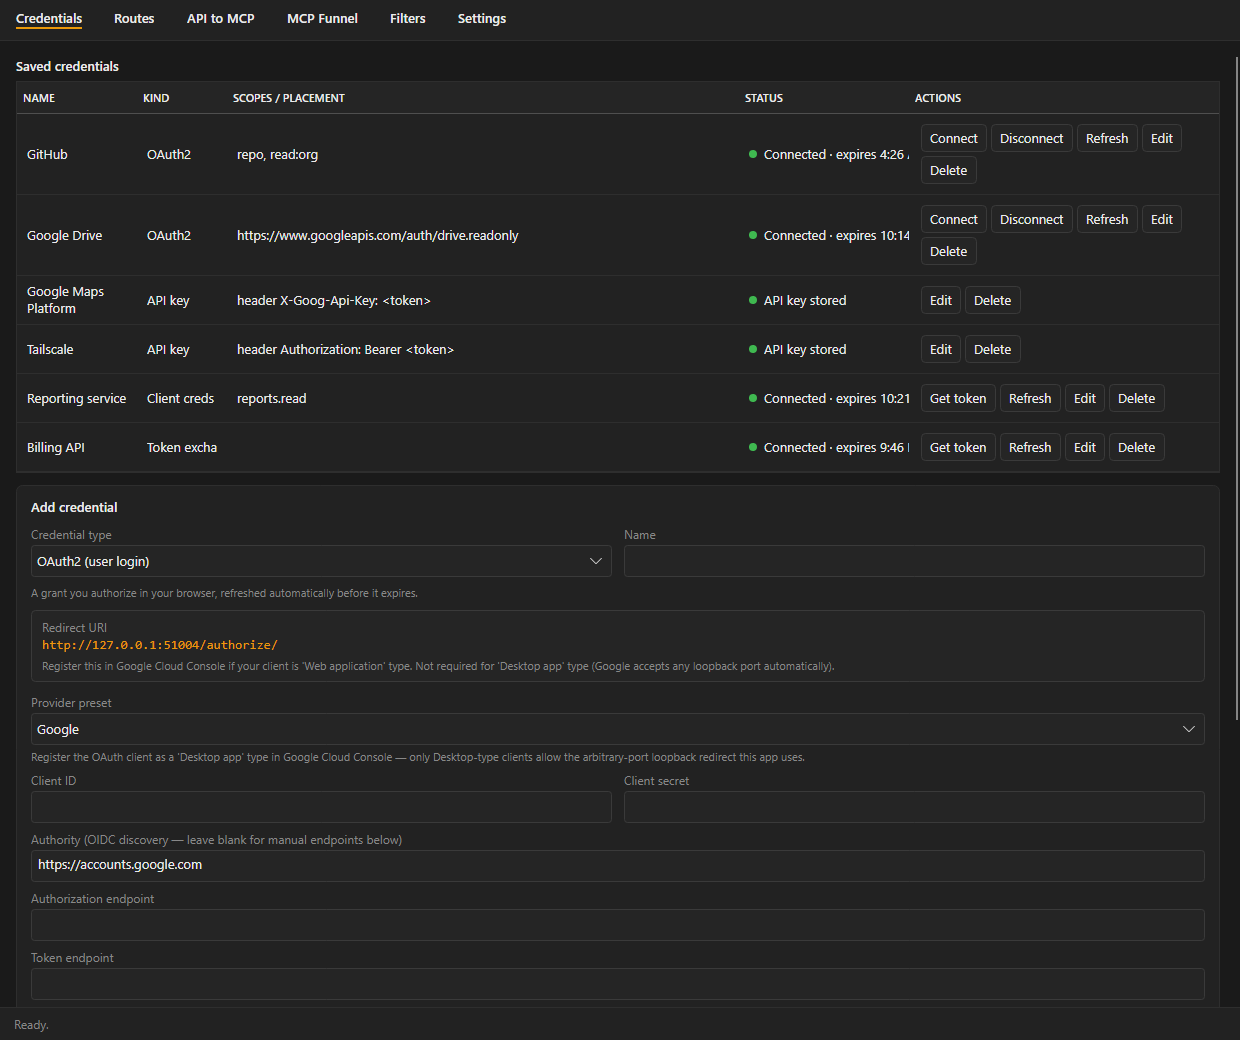 Credentials Routes API to MCP MCP Funnel Filters Settings
Saved credentials
NAME KIND SCOPES / PLACEMENT STATUS ACTIONS
GitHub OAuth2 repo, read:org Connected · expires 4:26 Connect Disconnect Refresh Edit
Delete
Google Drive OAuth2 https://www.googleapis.com/auth/drive.readonly Connected · expires 10:14 Connect Disconnect Refresh Edit
Delete
Google Maps
Platform API key header X-Goog-Api-Key: <token> API key stored Edit Delete
Tailscale API key header Authorization: Bearer <token> API key stored Edit Delete
Reporting service Client creds reports.read Connected · expires 10:21 Get token Refresh Edit Delete
Billing API Token excha Connected · expires 9:46 Get token Refresh Edit Delete
Add credential
Credential type Name
OAuth2 (user login)
A grant you authorize in your browser, refreshed automatically before it expires.
Redirect URI
http://127.0.0.1:51004/authorize/
Register this in Google Cloud Console if your client is 'Web application' type. Not required for 'Desktop app' type (Google accepts any loopback port automatically).
Provider preset
Google
Register the OAuth client as a 'Desktop app' type in Google Cloud Console — only Desktop-type clients allow the arbitrary-port loopback redirect this app uses.
Client ID Client secret
Authority (OIDC discovery — leave blank for manual endpoints below)
https://accounts.google.com
Authorization endpoint
Token endpoint
Ready.